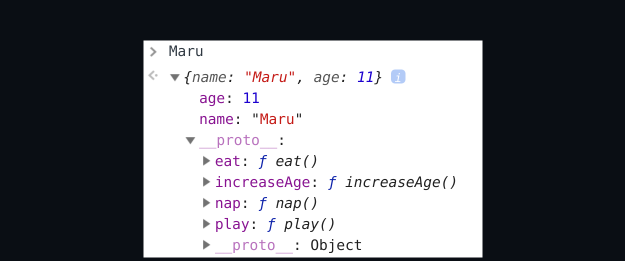 > Maru
{name: "Maru", age: 11} i
age: 11
name: "Maru"
__proto__:
eat: ƒ eat()
increaseAge: ƒ increaseAge()
nap: ƒ nap()
play: ƒ play()
__proto__: Object